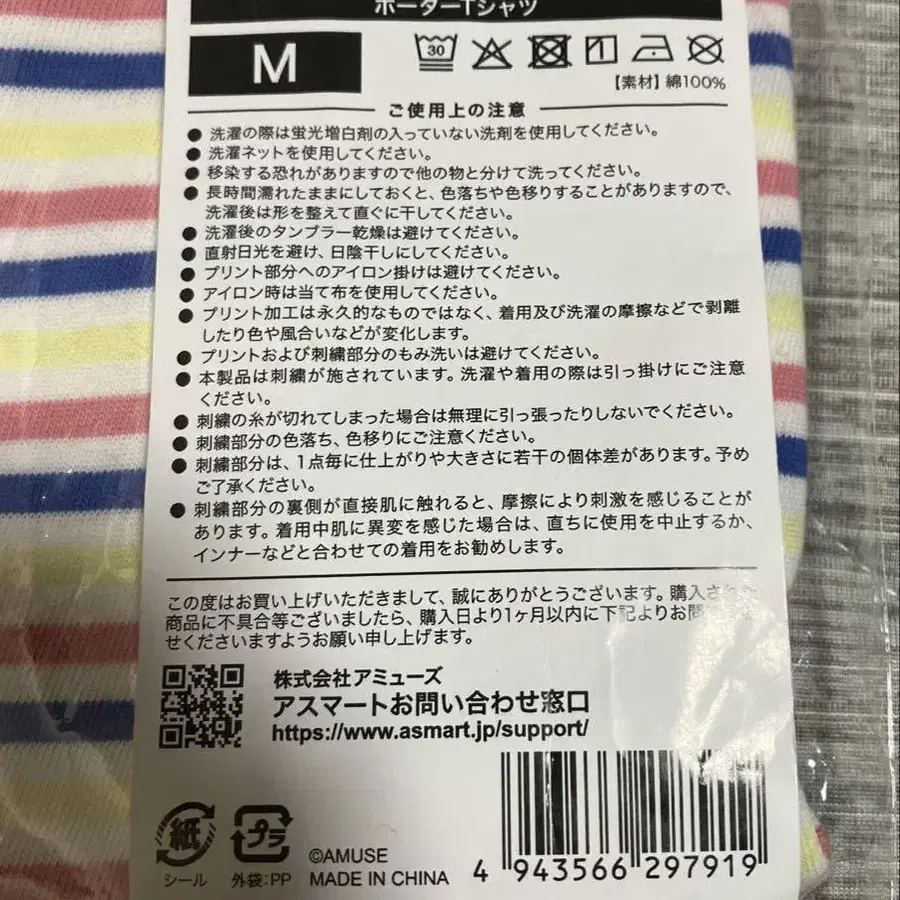 ボーダーTシャツ
M
30
【素材】綿100%
ご使用上の注意
● 洗濯の際は蛍光増白剤の入っていない洗剤を使用してください。
● 洗濯ネットを使用してください。
● 移染する恐れがありますので他の物と分けて洗ってください。
● 長時間濡れたままにしておくと、色落ちや色移りすることがありますので、
洗濯後は形を整えて直ぐに干してください。
● 洗濯後のタンブラー乾燥は避けてください。
● 直射日光を避け、日陰干しにしてください。
● プリント部分へのアイロン掛けは避けてください。
● アイロン時は当て布を使用してください。
● プリント加工は永久的なものではなく、着用及び洗濯の摩擦などで剥離
したり色や風合いなどが変化します。
● プリントおよび刺繍部分のもみ洗いは避けてください。
● 本製品は刺繍が施されています。洗濯や着用の際は引っ掛けにご注意
ください。
● 刺繍の糸が切れてしまった場合は無理に引っ張ったりしないでください。
● 刺繍部分の色落ち、色移りにご注意ください。
● 刺繍部分は、1点毎に仕上がりや大きさに若干の個体差があります。予め
ご了承ください。
● 刺繍部分の裏側が直接肌に触れると、摩擦により刺激を感じることが
あります。着用中肌に異変を感じた場合は、直ちに使用を中止するか、
インナーなどと合わせての着用をお勧めします。
この度はお買い上げいただきまして、誠にありがとうございます。購入され
商品に不具合等ございましたら、購入日より1ヶ月以内に下記よりお問
せくださいますようお願い申し上げます。
株式会社アミューズ
アスマートお問い合わせ窓口
https://www.asmart.jp/support/
紙
シール
プラ
外袋:PP
©AMUSE
MADE IN CHINA
4 943566 297919